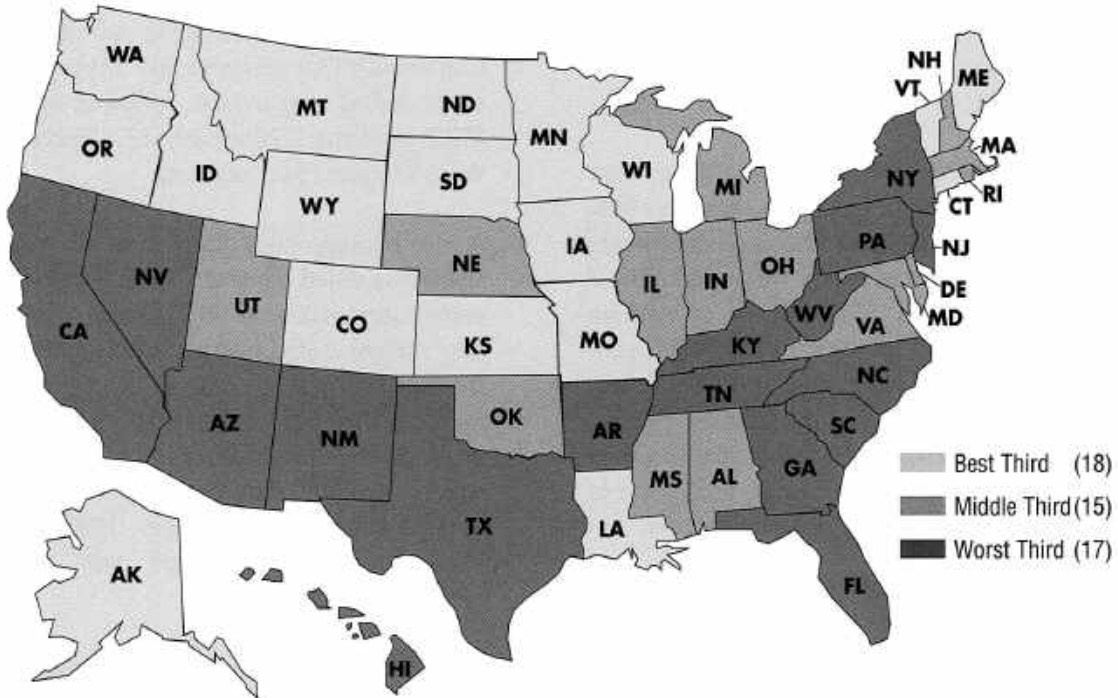 WA
NH
ME
VT
MT
ND
MN
OR
MA
ID
SD
WI
MI
NY
RI
WY
CT
IA
PA
NJ
NE
OH
IL
IN
DE
NV
UT
WV
MD
CO
VA
CA
KS
MO
KY
NC
TN
AZ
OK
NM
AR
SC
MS
AL
GA
Best Third (18)
Middle Third (15)
TX
LA
Worst Third (17)
AK
FL
HI